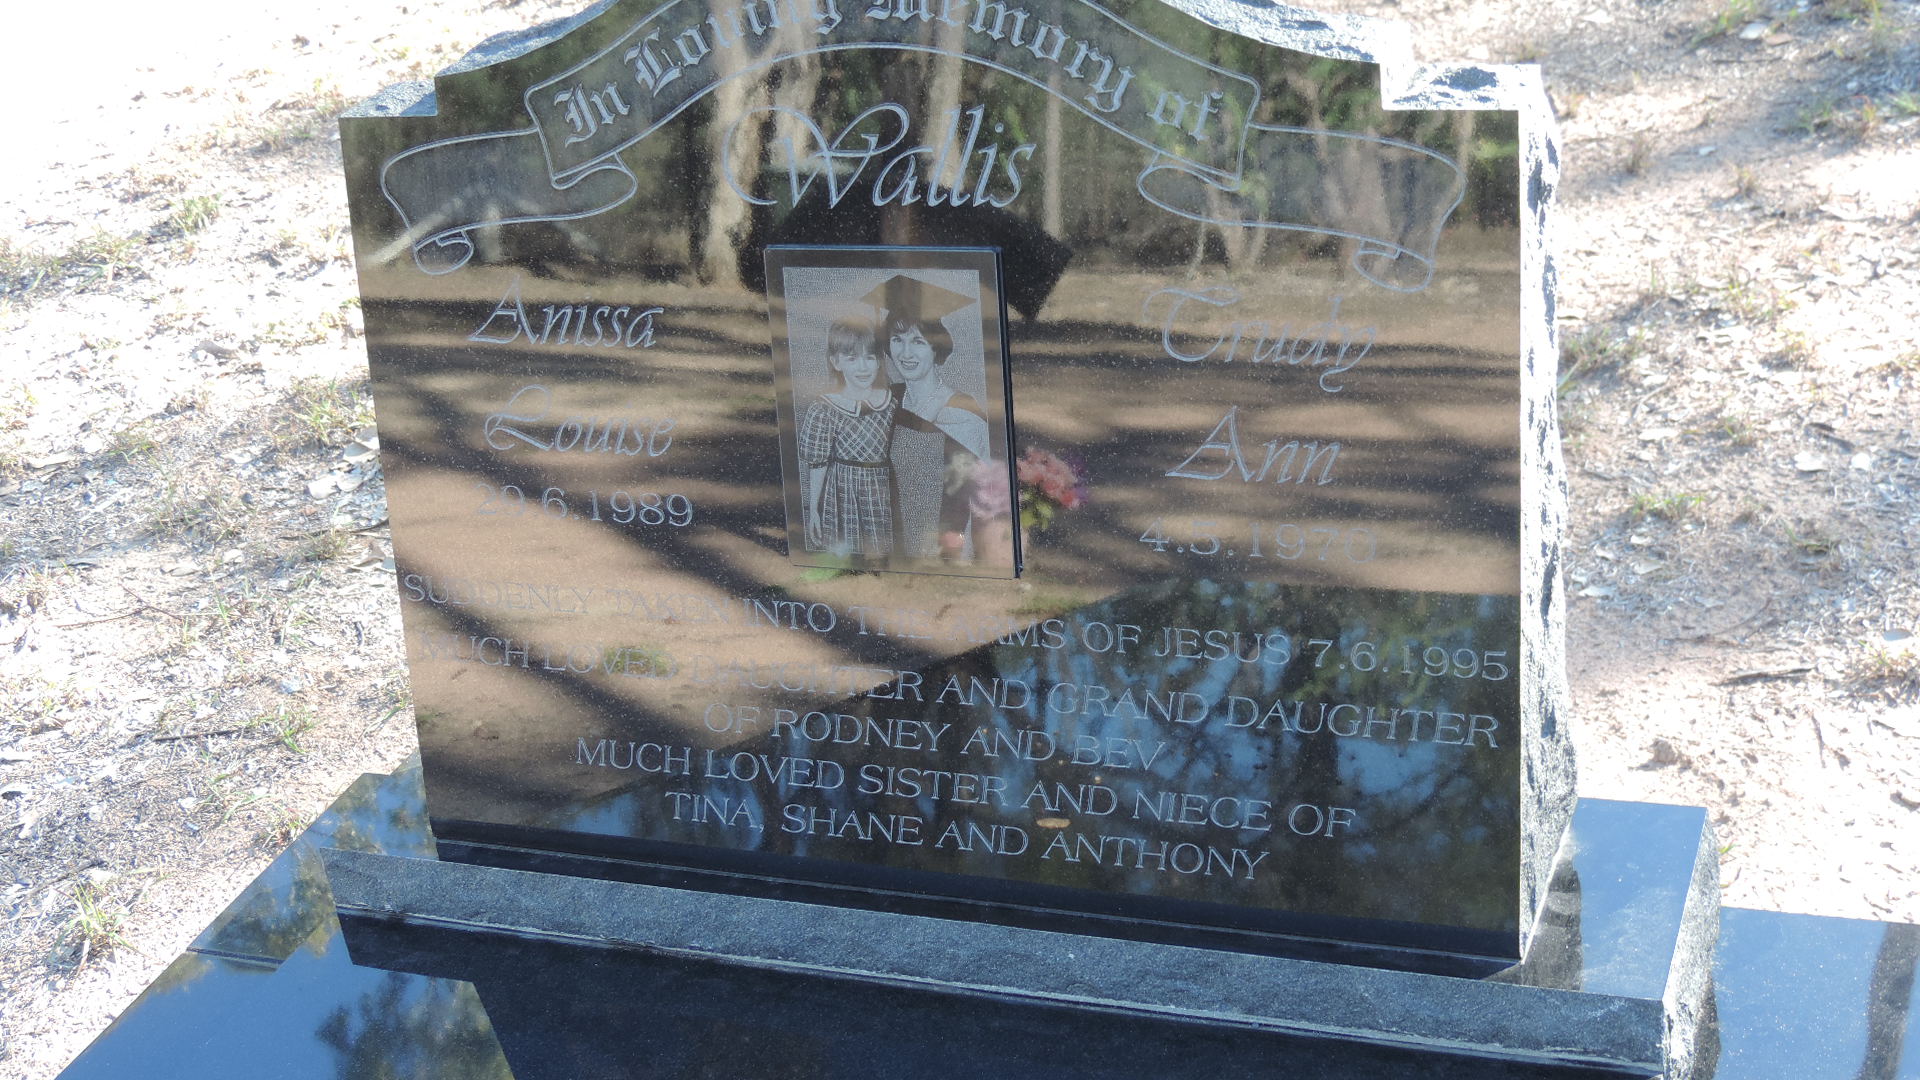 In Loving Memory of
Wallis
Anissa
Louise
29.6.1989
Trudy
Ann
4.3.1970
SUDDENLY TAKEN INTO THE ARMS OF JESUS 7.6.1995
MUCH LOVED DAUGHTER AND GRAND DAUGHTER
OF RODNEY AND BEV
MUCH LOVED SISTER AND NIECE OF
TINA, SHANE AND ANTHONY